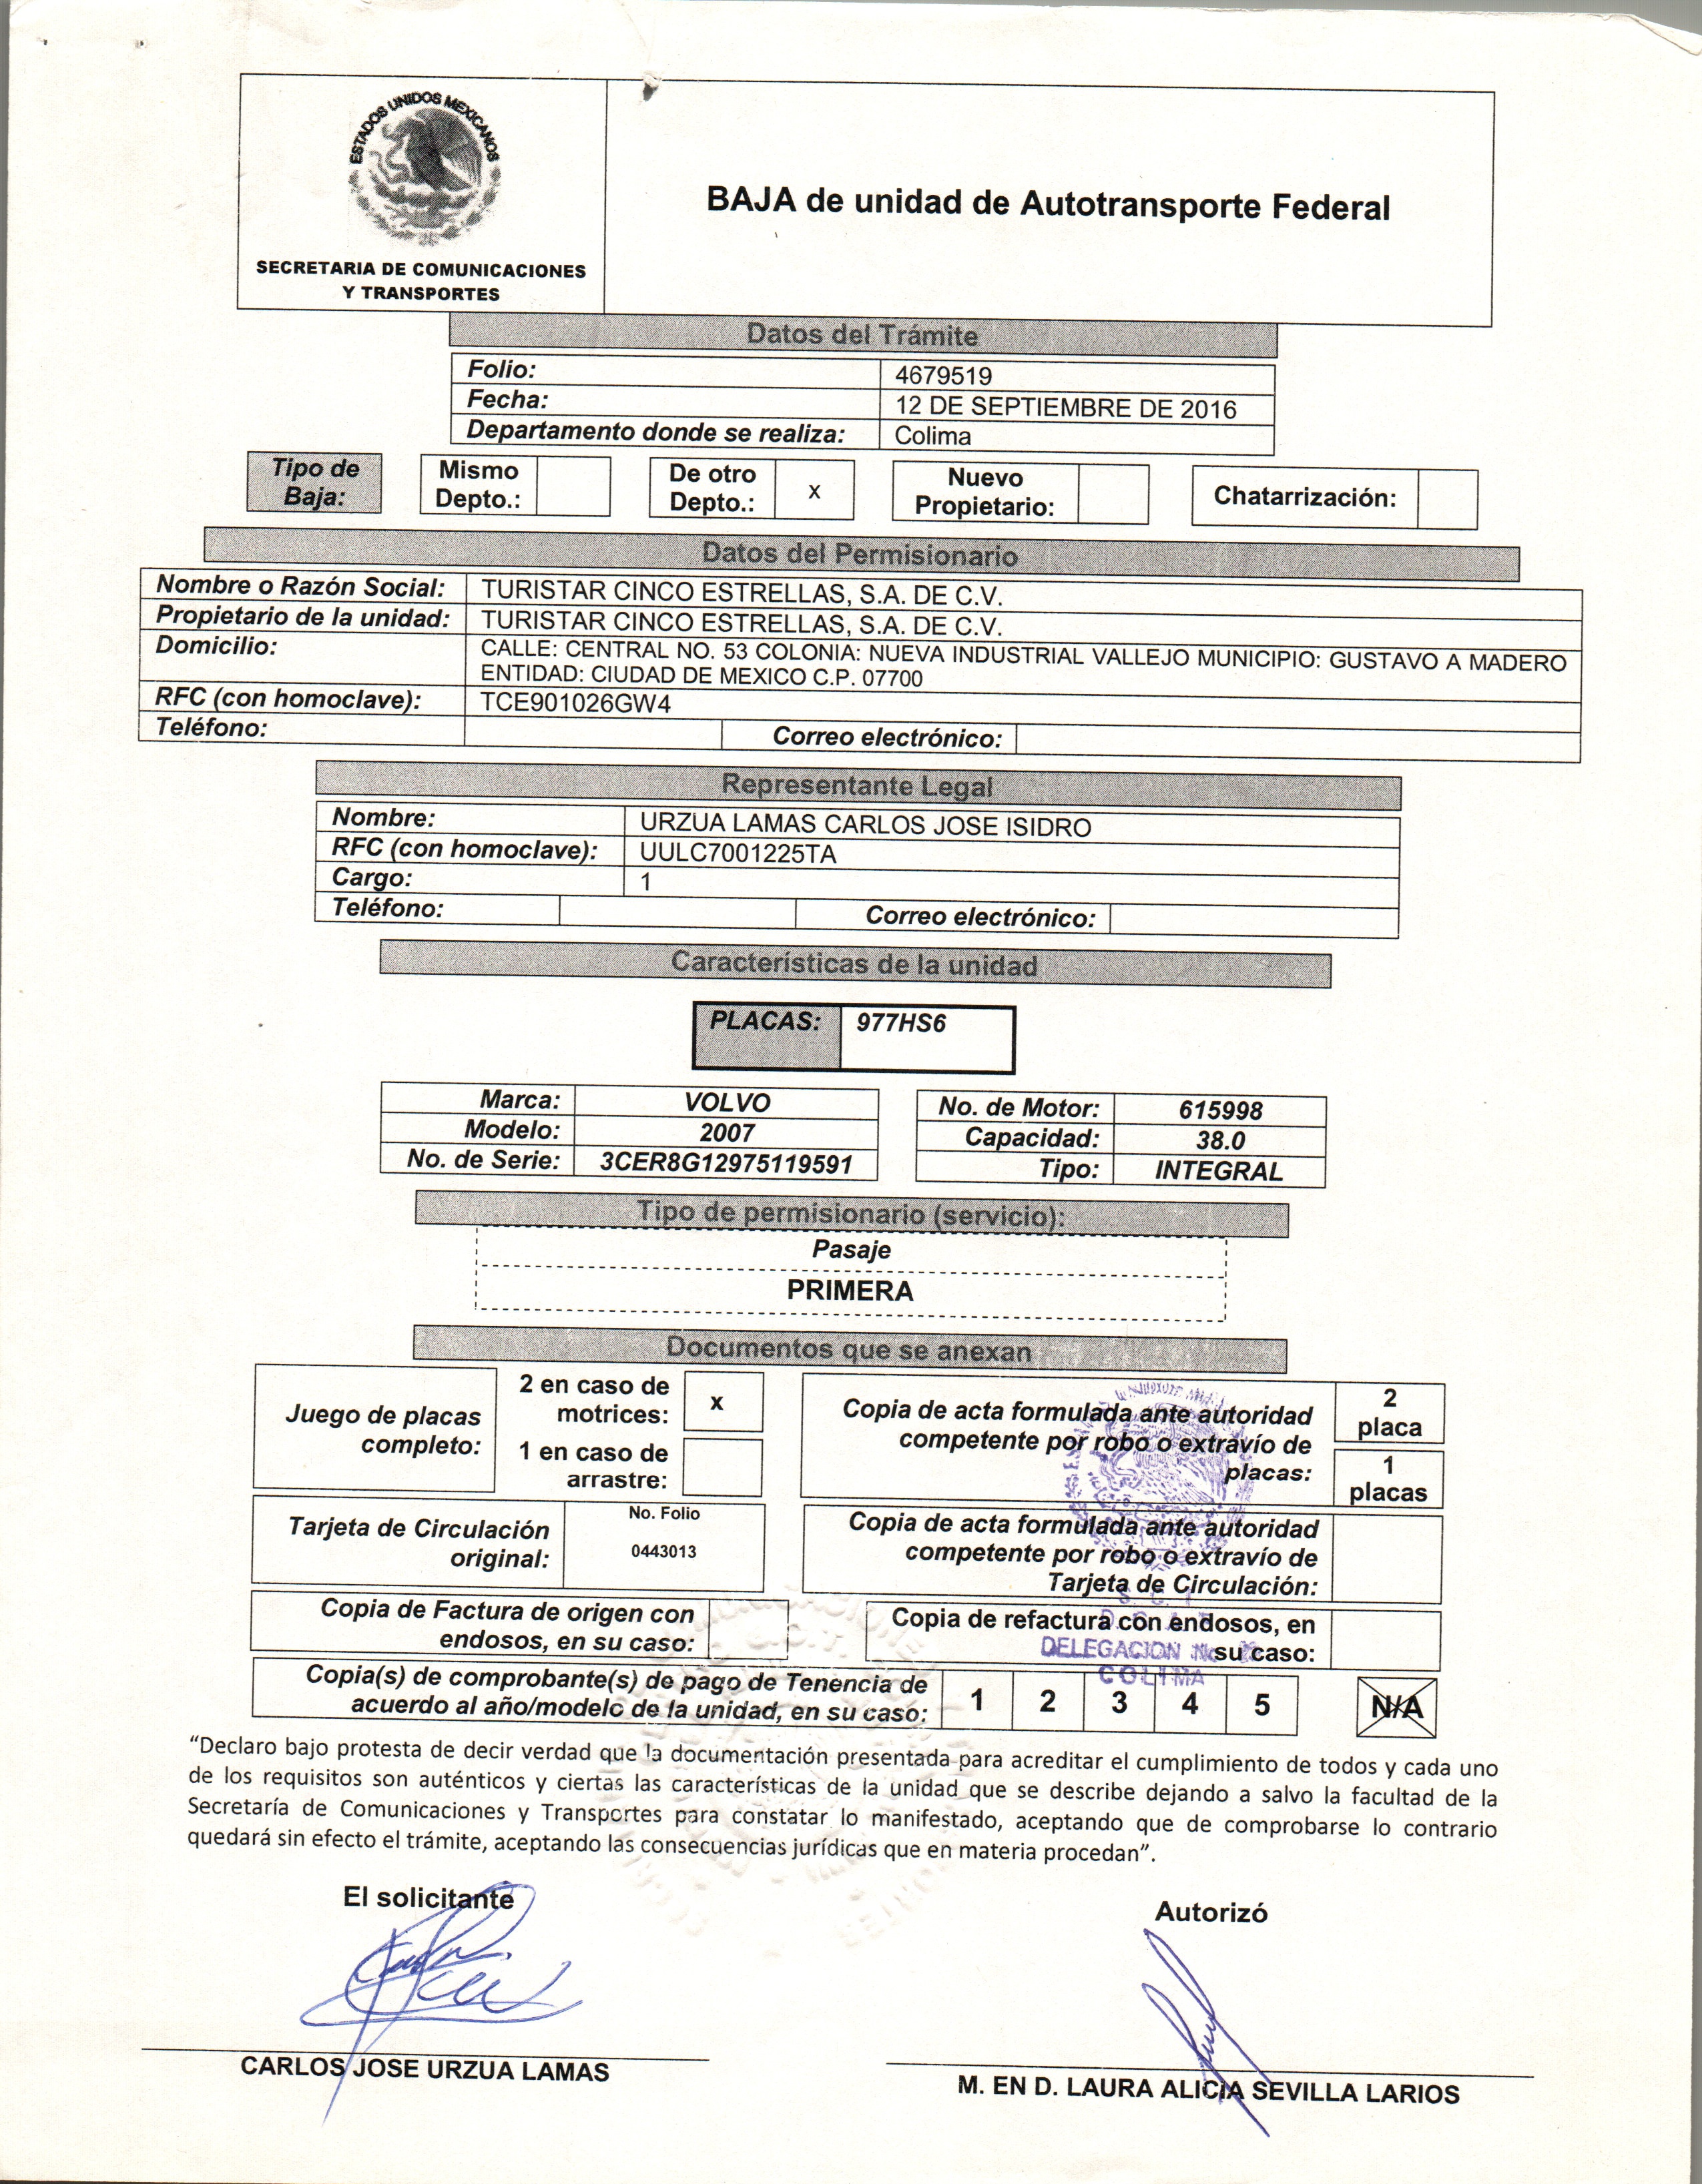 ESTADOS UNIDOS MEXICANOS
SECRETARIA DE COMUNICACIONES
Y TRANSPORTES
BAJA de unidad de Autotransporte Federal
Datos del Trámite
Folio: 4679519
Fecha: 12 DE SEPTIEMBRE DE 2016
Departamento donde se realiza: Colima
Tipo de Baja:
Mismo Depto.:
De otro Depto.: x
Nuevo Propietario:
Chatarrización:
Datos del Permisionario
Nombre o Razón Social: TURISTAR CINCO ESTRELLAS, S.A. DE C.V.
Propietario de la unidad: TURISTAR CINCO ESTRELLAS, S.A. DE C.V.
Domicilio: CALLE: CENTRAL NO. 53 COLONIA: NUEVA INDUSTRIAL VALLEJO MUNICIPIO: GUSTAVO A MADERO
ENTIDAD: CIUDAD DE MEXICO C.P. 07700
RFC (con homoclave): TCE901026GW4
Teléfono: Correo electrónico:
Representante Legal
Nombre: URZUA LAMAS CARLOS JOSE ISIDRO
RFC (con homoclave): UULC7001225TA
Cargo: 1
Teléfono: Correo electrónico:
Características de la unidad
PLACAS: 977HS6
Marca: VOLVO
Modelo: 2007
No. de Serie: 3CER8G12975119591
No. de Motor: 615998
Capacidad: 38.0
Tipo: INTEGRAL
Tipo de permisionario (servicio):
Pasaje
PRIMERA
Documentos que se anexan
Juego de placas
completo:
2 en caso de
motrices: x
1 en caso de
arrastre:
Copia de acta formulada ante autoridad
competente por robo o extravío de
placas:
2
placa
1
placas
Tarjeta de Circulación
original:
No. Folio
0443013
Copia de acta formulada ante autoridad
competente por robo o extravío de
Tarjeta de Circulación:
Copia de Factura de origen con
endosos, en su caso:
Copia de refactura con endosos, en
su caso:
DELEGACION
COLIMA
Copia(s) de comprobante(s) de pago de Tenencia de
acuerdo al año/modelo de la unidad, en su caso:
1 2 3 4 5 N/A
“Declaro bajo protesta de decir verdad que la documentación presentada para acreditar el cumplimiento de todos y cada uno
de los requisitos son auténticos y ciertas las características de la unidad que se describe dejando a salvo la facultad de la
Secretaría de Comunicaciones y Transportes para constatar lo manifestado, aceptando que de comprobarse lo contrario
quedará sin efecto el trámite, aceptando las consecuencias jurídicas que en materia procedan”.
El solicitante
Autorizó
CARLOS JOSE URZUA LAMAS
M. EN D. LAURA ALICIA SEVILLA LARIOS